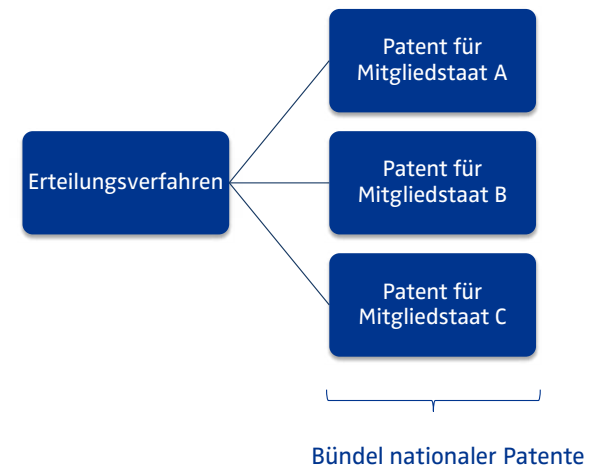 Patent für
Mitgliedstaat A
Erteilungsverfahren
Patent für
Mitgliedstaat B
Patent für
Mitgliedstaat C
Bündel nationaler Patente